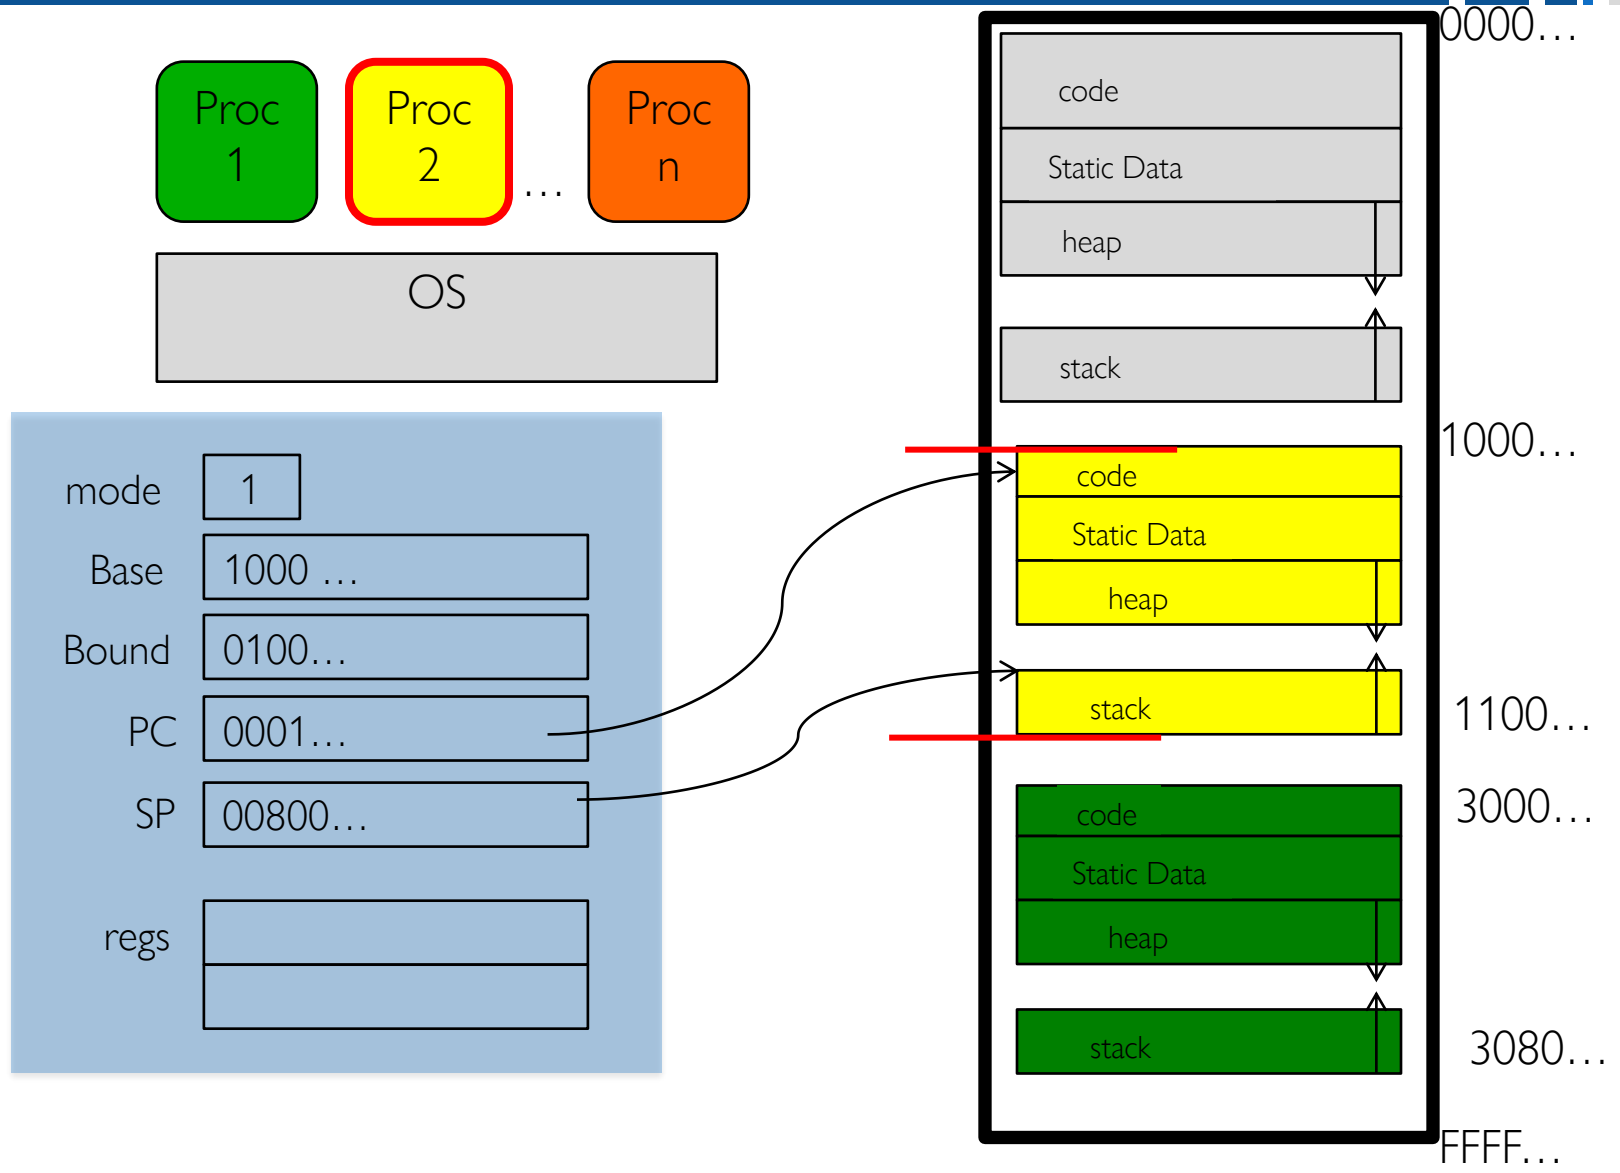 Proc
1
Proc
2
…
Proc
n
OS
mode
1
Base
1000 …
Bound
0100…
PC
0001…
SP
00800…
regs
0000…
code
Static Data
heap
stack
1000…
code
Static Data
heap
stack
1100…
3000…
code
Static Data
heap
stack
3080…
FFFF…